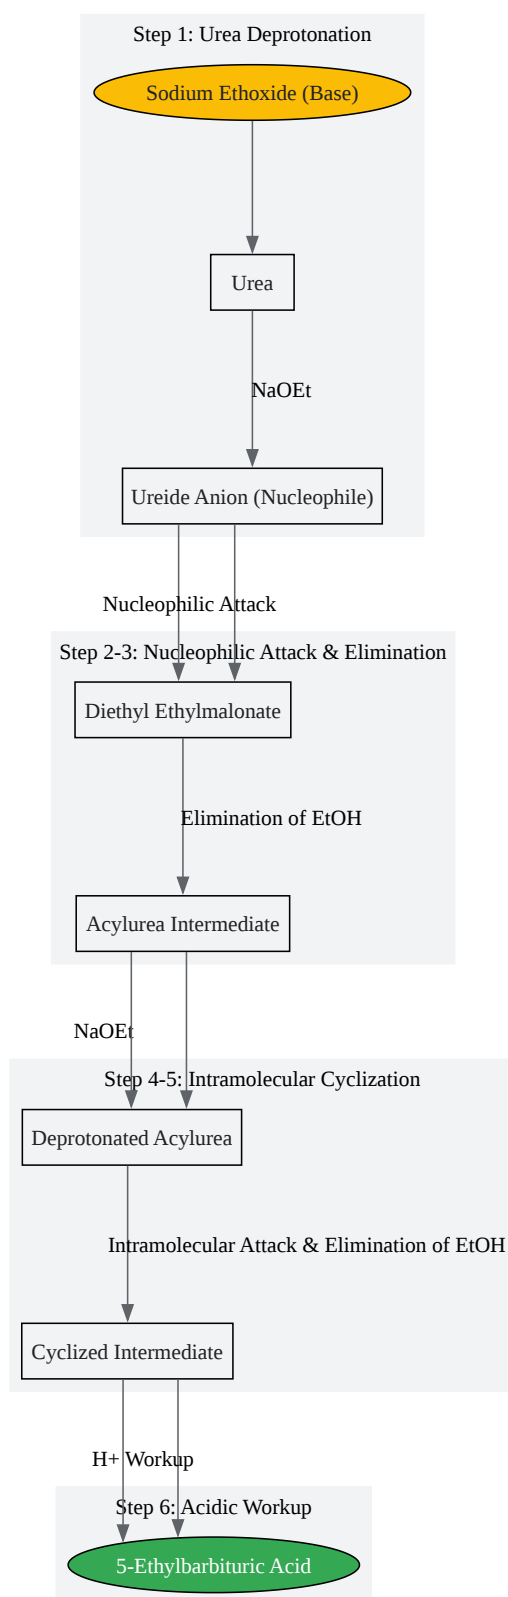 Step 1: Urea Deprotonation
Sodium Ethoxide (Base)
Urea
NaOEt
Ureide Anion (Nucleophile)
Nucleophilic Attack
Step 2-3: Nucleophilic Attack & Elimination
Diethyl Ethylmalonate
Elimination of EtOH
Acylurea Intermediate
NaOEt
Step 4-5: Intramolecular Cyclization
Deprotonated Acylurea
Intramolecular Attack & Elimination of EtOH
Cyclized Intermediate
H+ Workup
Step 6: Acidic Workup
5-Ethylbarbituric Acid